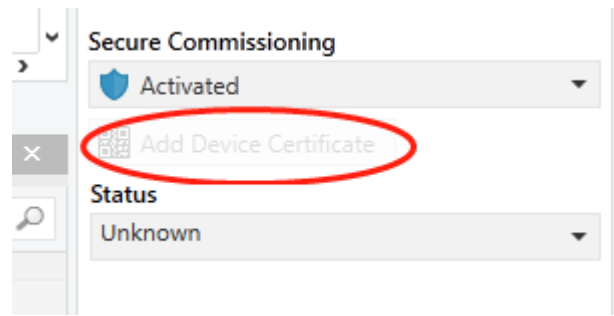 Secure Commissioning
Activated
Add Device Certificate
Status
Unknown